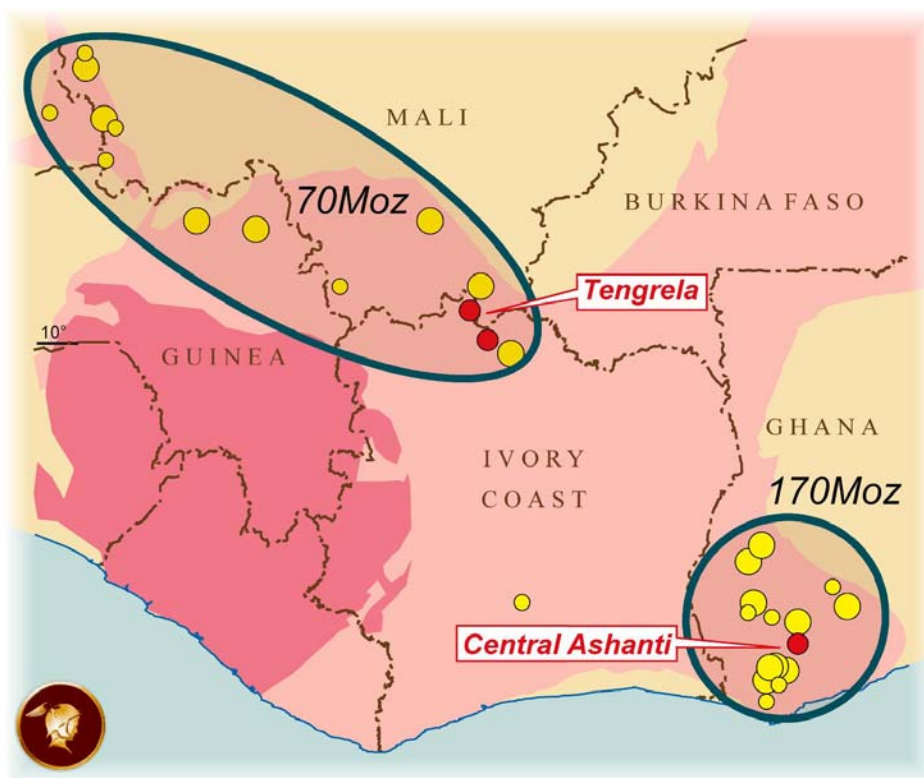 MALI
70Moz
BURKINA FASO
Tengrela
10°
GUINEA
GHANA
IVORY
COAST
170Moz
Central Ashanti